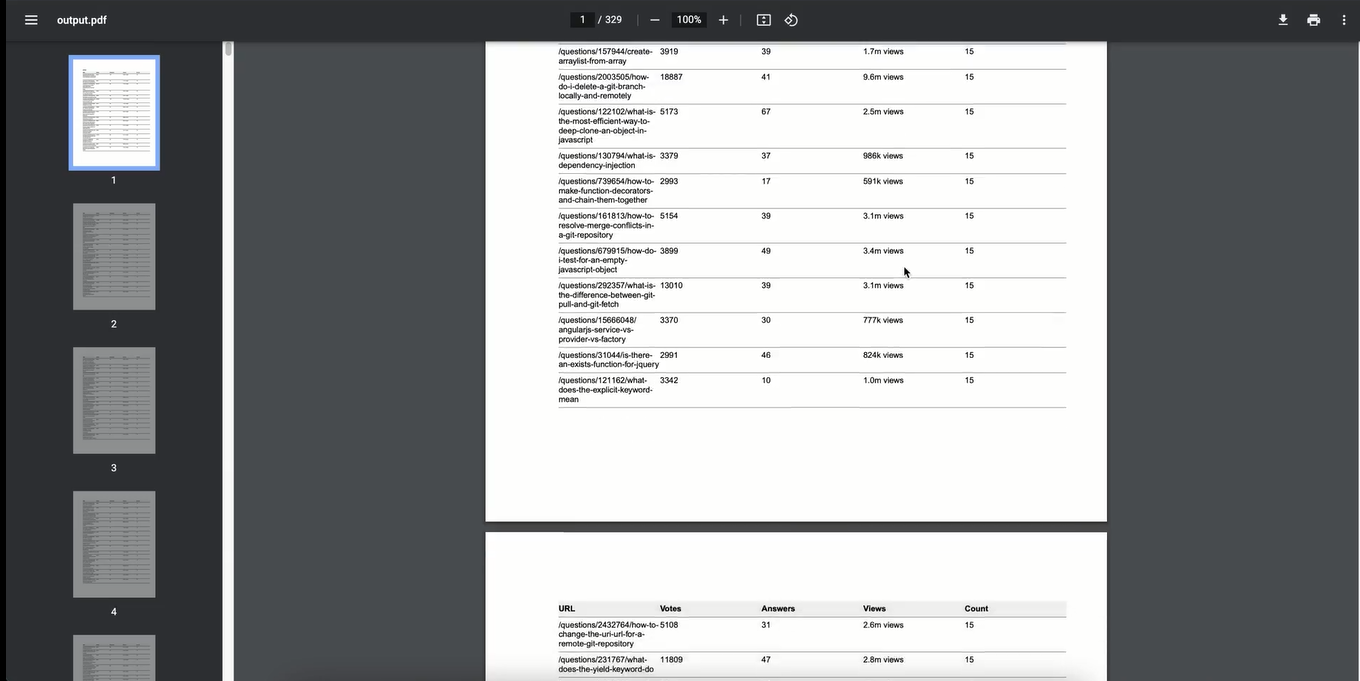 output.pdf
1 / 329
100%
/questions/157944/create- 3919 39 1.7m views 15
arraylist-from-array
/questions/2003505/how- 18887 41 9.6m views 15
do-i-delete-a-git-branch-
locally-and-remotely
/questions/122102/what-is- 5173 67 2.5m views 15
the-most-efficient-way-to-
deep-clone-an-object-in-
javascript
/questions/130794/what-is- 3379 37 986k views 15
dependency-injection
/questions/739654/how-to- 2993 17 591k views 15
make-function-decorators-
and-chain-them-together
/questions/161813/how-to- 5154 39 3.1m views 15
resolve-merge-conflicts-in-
a-git-repository
/questions/679915/how-do- 3899 49 3.4m views 15
i-test-for-an-empty-
javascript-object
/questions/292357/what-is- 13010 39 3.1m views 15
the-difference-between-git-
pull-and-git-fetch
/questions/15666048/ 3370 30 777k views 15
angularjs-service-vs-
provider-vs-factory
/questions/31044/is-there- 2991 46 824k views 15
an-exists-function-for-jquery
/questions/121162/what- 3342 10 1.0m views 15
does-the-explicit-keyword-
mean
URL Votes Answers Views Count
/questions/2432764/how-to- 5108 31 2.6m views 15
change-the-uri-url-for-a-
remote-git-repository
/questions/231767/what- 11809 47 2.8m views 15
does-the-yield-keyword-do
1
2
3
4